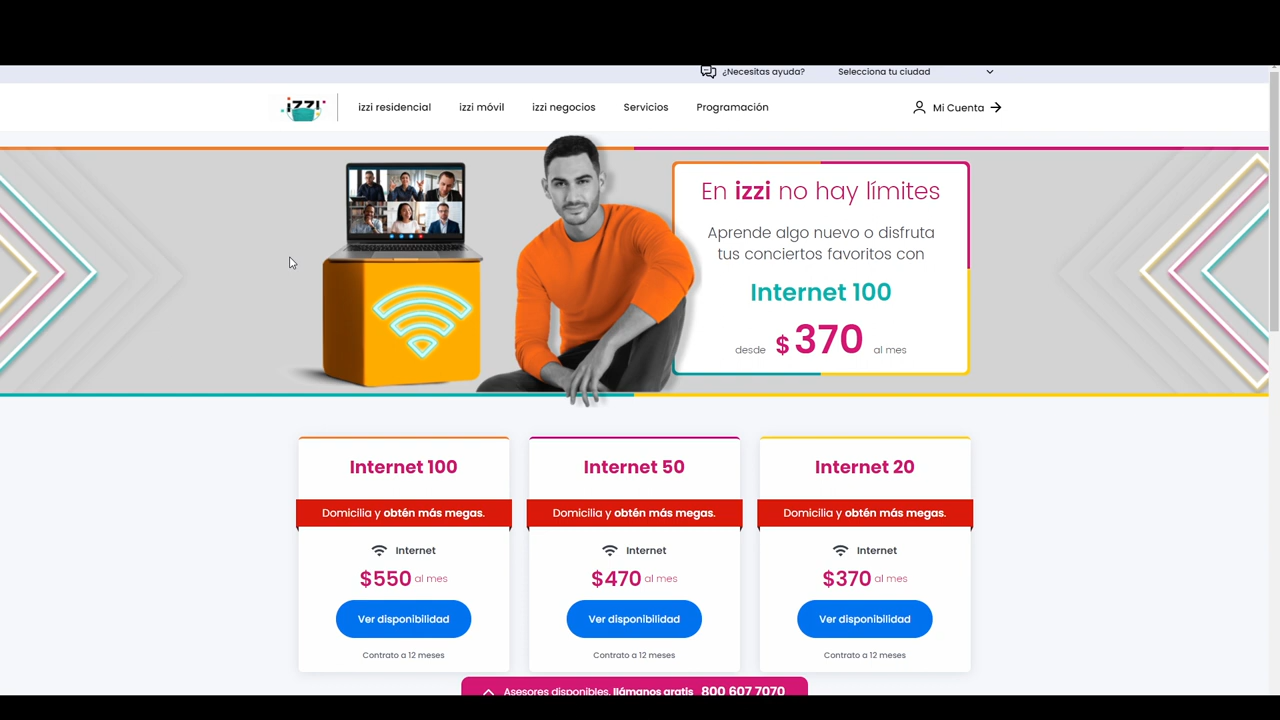 ¿Necesitas ayuda? Selecciona tu ciudad
izzi izzi residencial izzi móvil izzi negocios Servicios Programación Mi Cuenta
En izzi no hay límites
Aprende algo nuevo o disfruta
tus conciertos favoritos con
Internet 100
desde $370 al mes
Internet 100
Domicilia y obtén más megas.
Internet
$550 al mes
Ver disponibilidad
Contrato a 12 meses
Internet 50
Domicilia y obtén más megas.
Internet
$470 al mes
Ver disponibilidad
Contrato a 12 meses
Internet 20
Domicilia y obtén más megas.
Internet
$370 al mes
Ver disponibilidad
Contrato a 12 meses
Asesores disponibles, llámanos gratis 800 607 7070